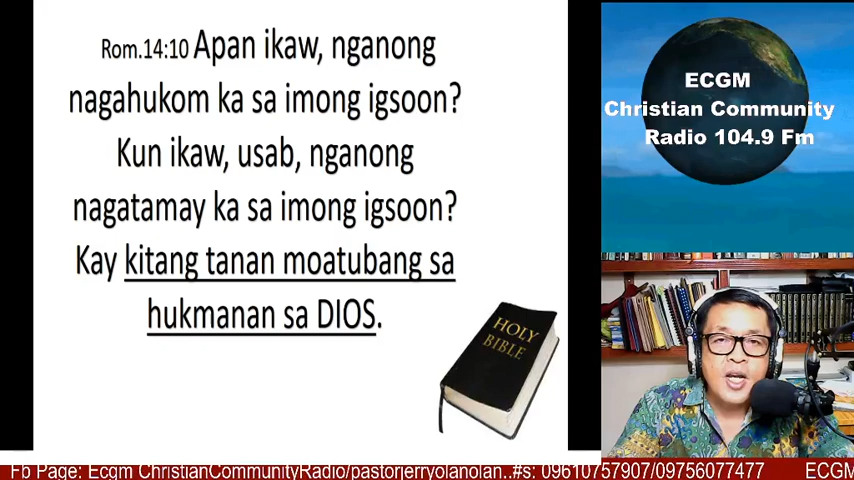 Rom.14:10 Apan ikaw, nganong
nagahukom ka sa imong igsoon?
Kun ikaw, usab, nganong
nagatamay ka sa imong igsoon?
Kay kitang tanan moatubang sa
hukmanan sa DIOS.
HOLY
BIBLE
ECGM
Christian Community
Radio 104.9 Fm
Fb Page: Ecgm ChristianCommunityRadio/pastorjerryolanolan..#s: 09610757907/09756077477 ECGM